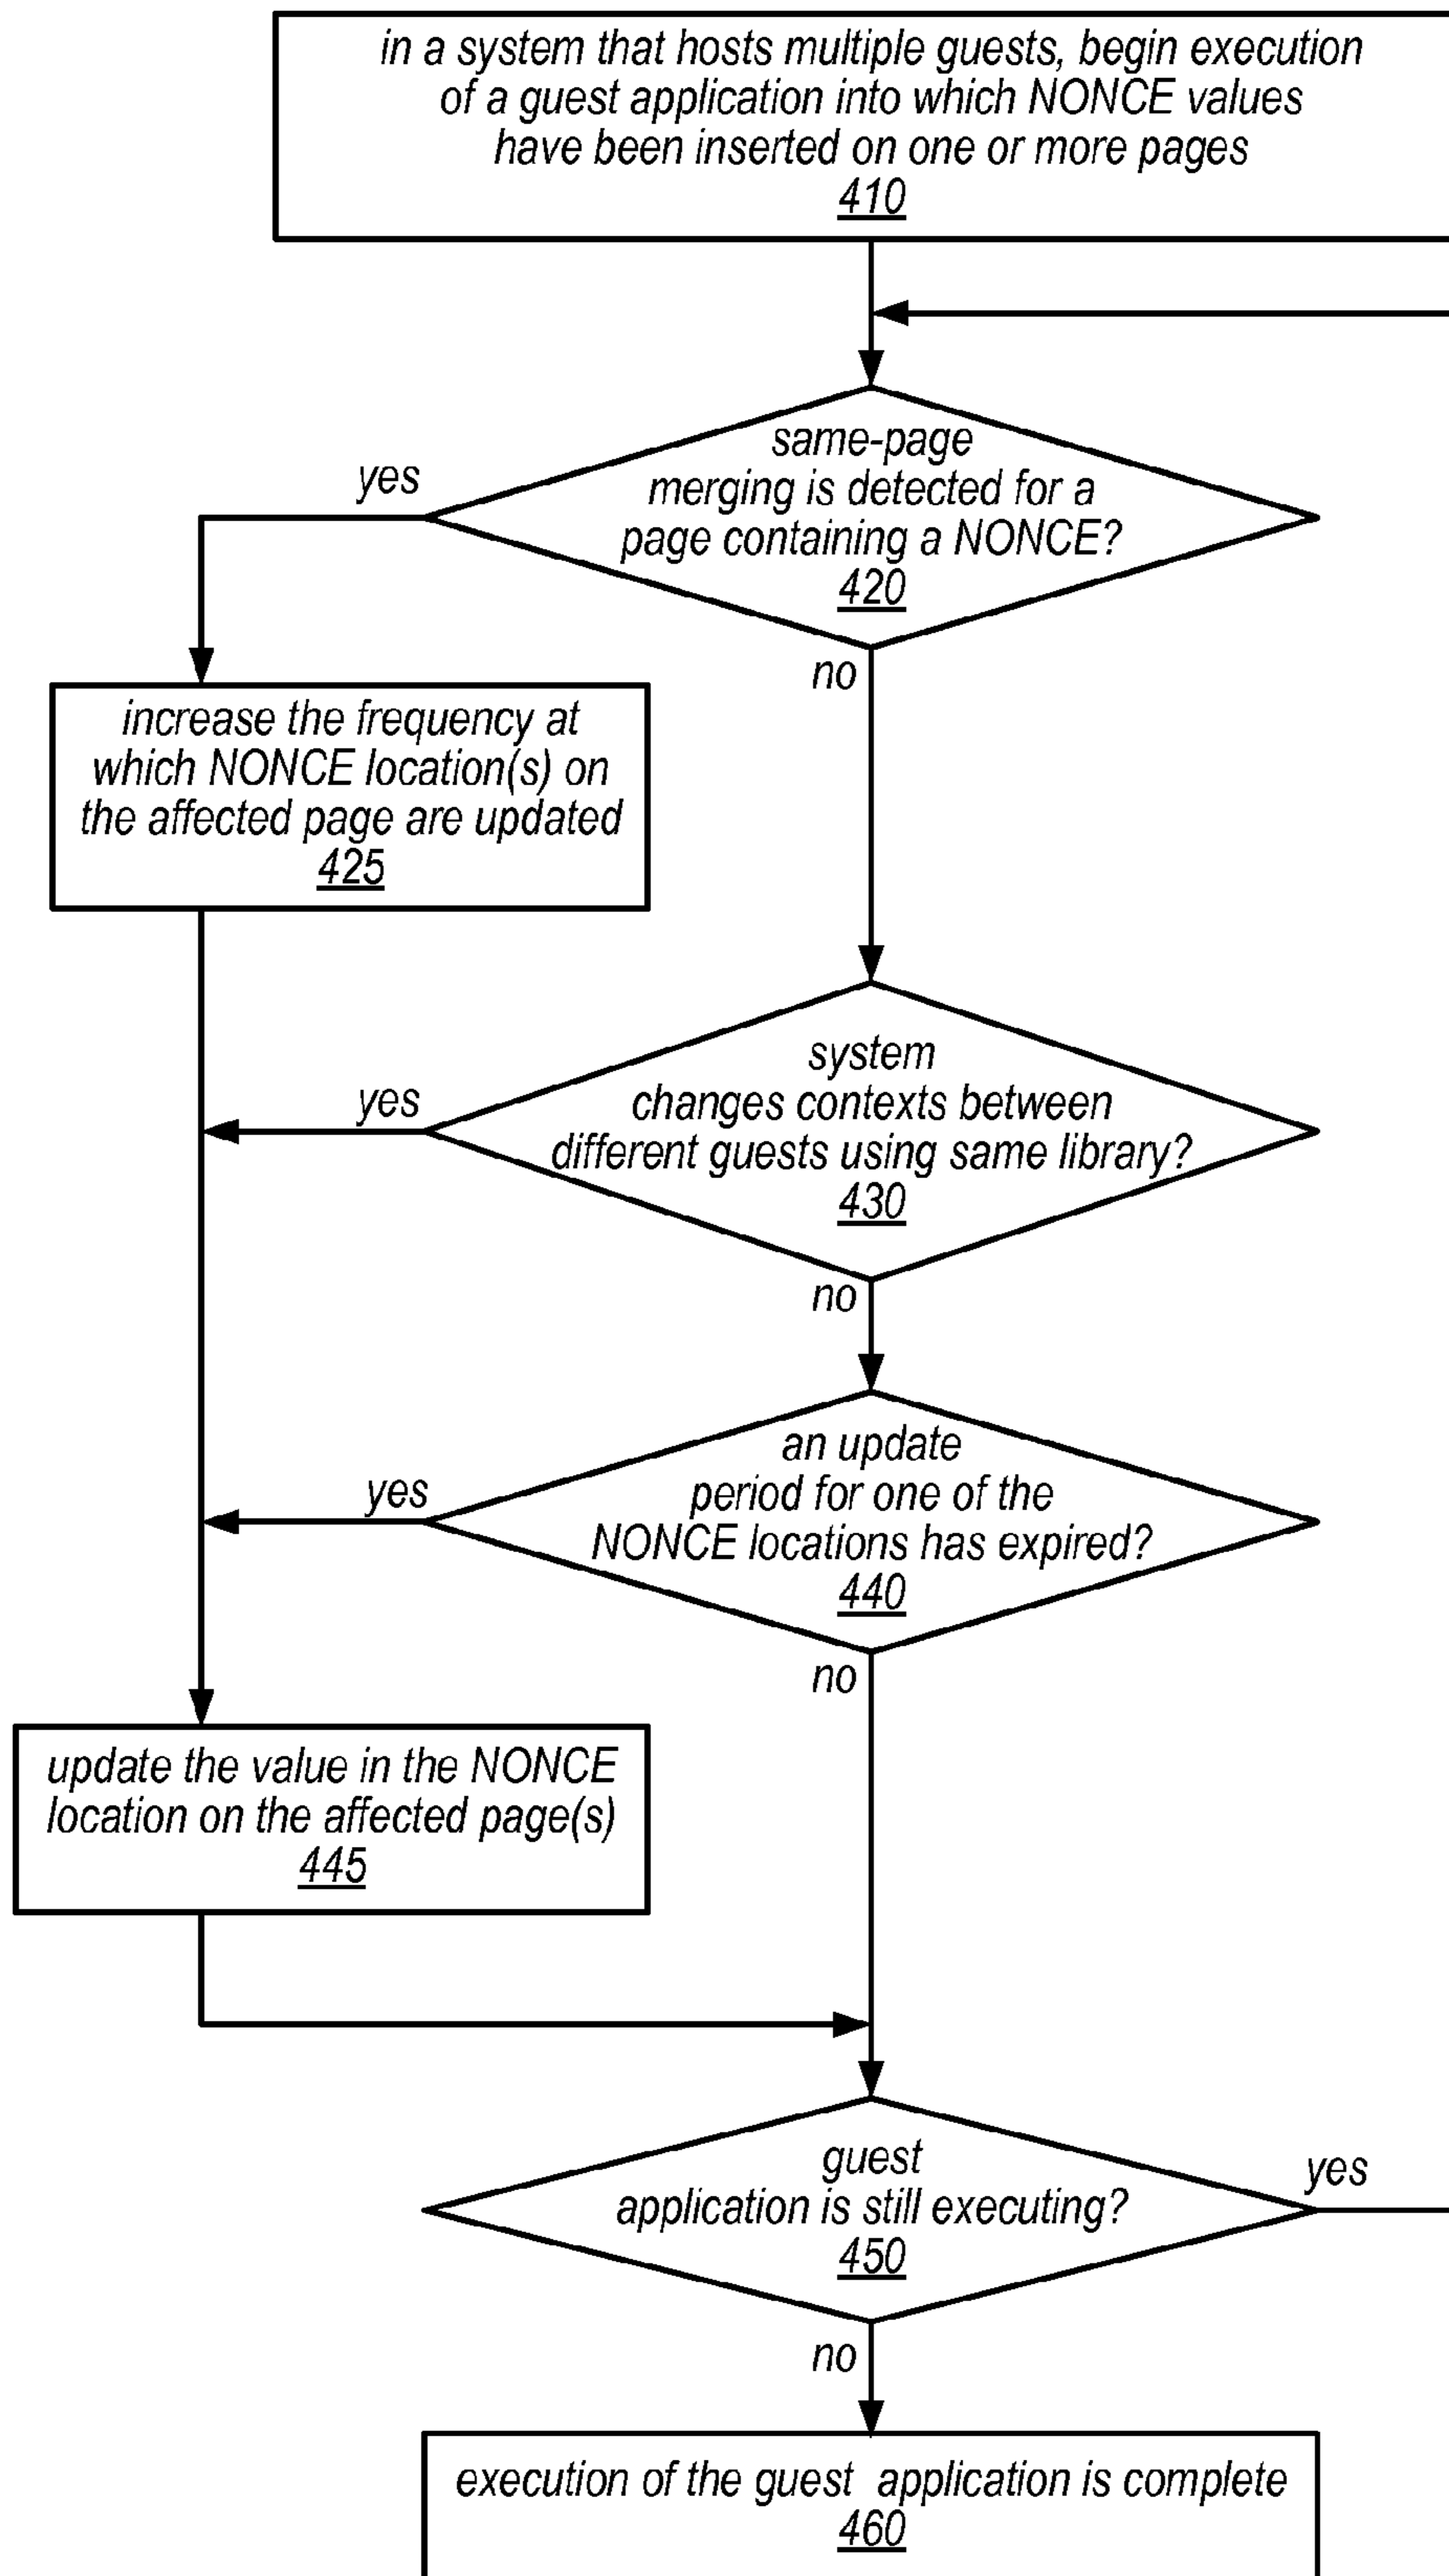 in a system that hosts multiple guests, begin execution
of a guest application into which NONCE values
have been inserted on one or more pages
410
yes
same-page
merging is detected for a
page containing a NONCE?
420
no
increase the frequency at
which NONCE location(s) on
the affected page are updated
425
yes
system
changes contexts between
different guests using same library?
430
no
yes
an update
period for one of the
NONCE locations has expired?
440
no
update the value in the NONCE
location on the affected page(s)
445
guest
application is still executing?
450
yes
no
execution of the guest application is complete
460